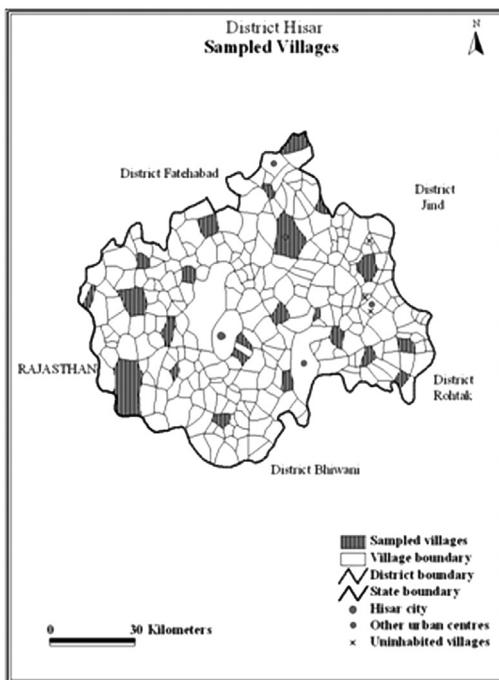 District Hisar
Sampled Villages
N
District Fatehabad
District
Jind
RAJASTHAN
District
Rohtak
District Bhiwani
Sampled villages
Village boundary
District boundary
State boundary
Hisar city
Other urban centres
Uninhabited villages
0 30 Kilometers